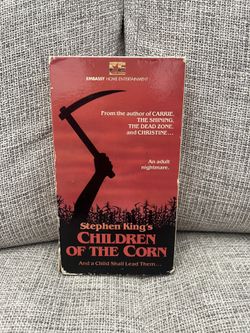 EMBASSY HOME ENTERTAINMENT
From the author of CARRIE,
THE SHINING,
THE DEAD ZONE,
and CHRISTINE...
An adult
nightmare.
Stephen King's
CHILDREN
OF THE CORN
And a Child Shall Lead Them...